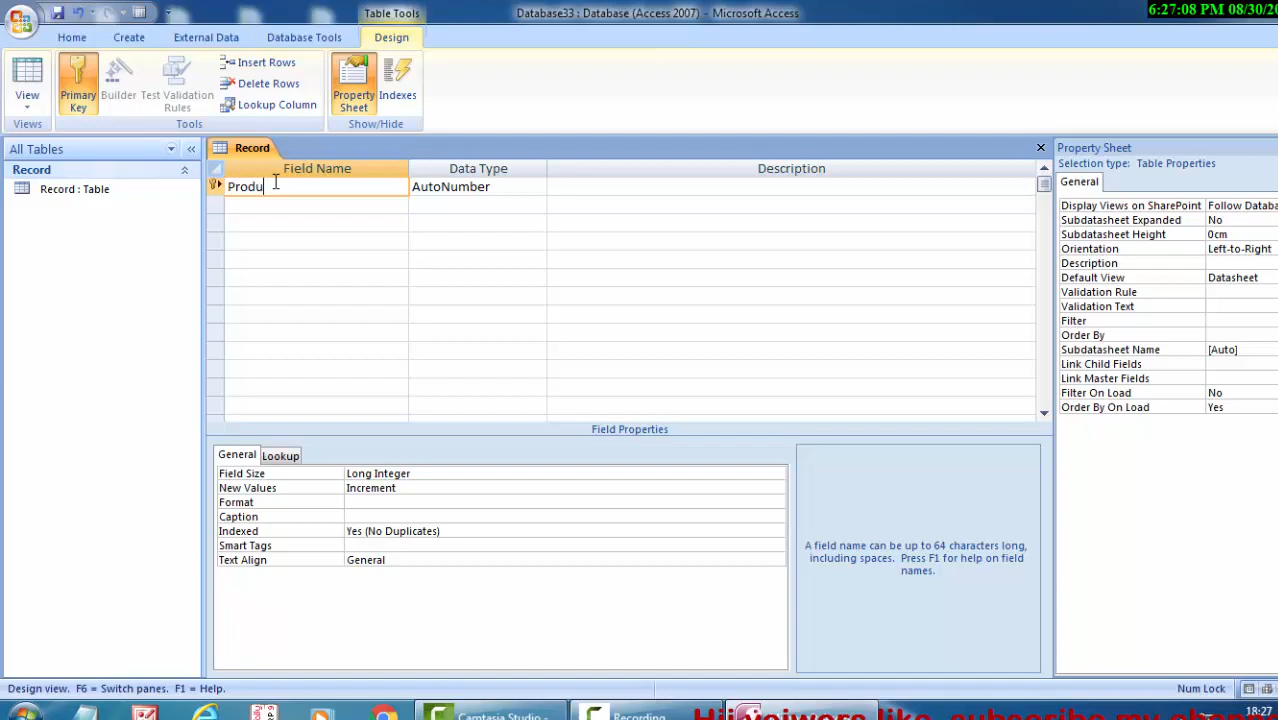 6:27:08 PM 08/30/20
Table Tools
Database33 : Database (Access 2007) - Microsoft Access
Home
Create
External Data
Database Tools
Design
View
Primary Key
Builder
Test Validation Rules
Insert Rows
Delete Rows
Lookup Column
Property Sheet
Indexes
Views
Tools
Show/Hide
All Tables
«
Record
Record : Table
Record
Field Name
Data Type
Description
Produ
AutoNumber
Field Properties
General
Lookup
Field Size Long Integer
New Values Increment
Format
Caption
Indexed Yes (No Duplicates)
Smart Tags
Text Align General
A field name can be up to 64 characters long,
including spaces. Press F1 for help on field
names.
Property Sheet
Selection type: Table Properties
General
Display Views on SharePoint Follow Databa
Subdatasheet Expanded No
Subdatasheet Height 0cm
Orientation Left-to-Right
Description
Default View Datasheet
Validation Rule
Validation Text
Filter
Order By
Subdatasheet Name [Auto]
Link Child Fields
Link Master Fields
Filter On Load No
Order By On Load Yes
Design view. F6 = Switch panes. F1 = Help.
Num Lock
Camtasia Studio -
Recording
18:27